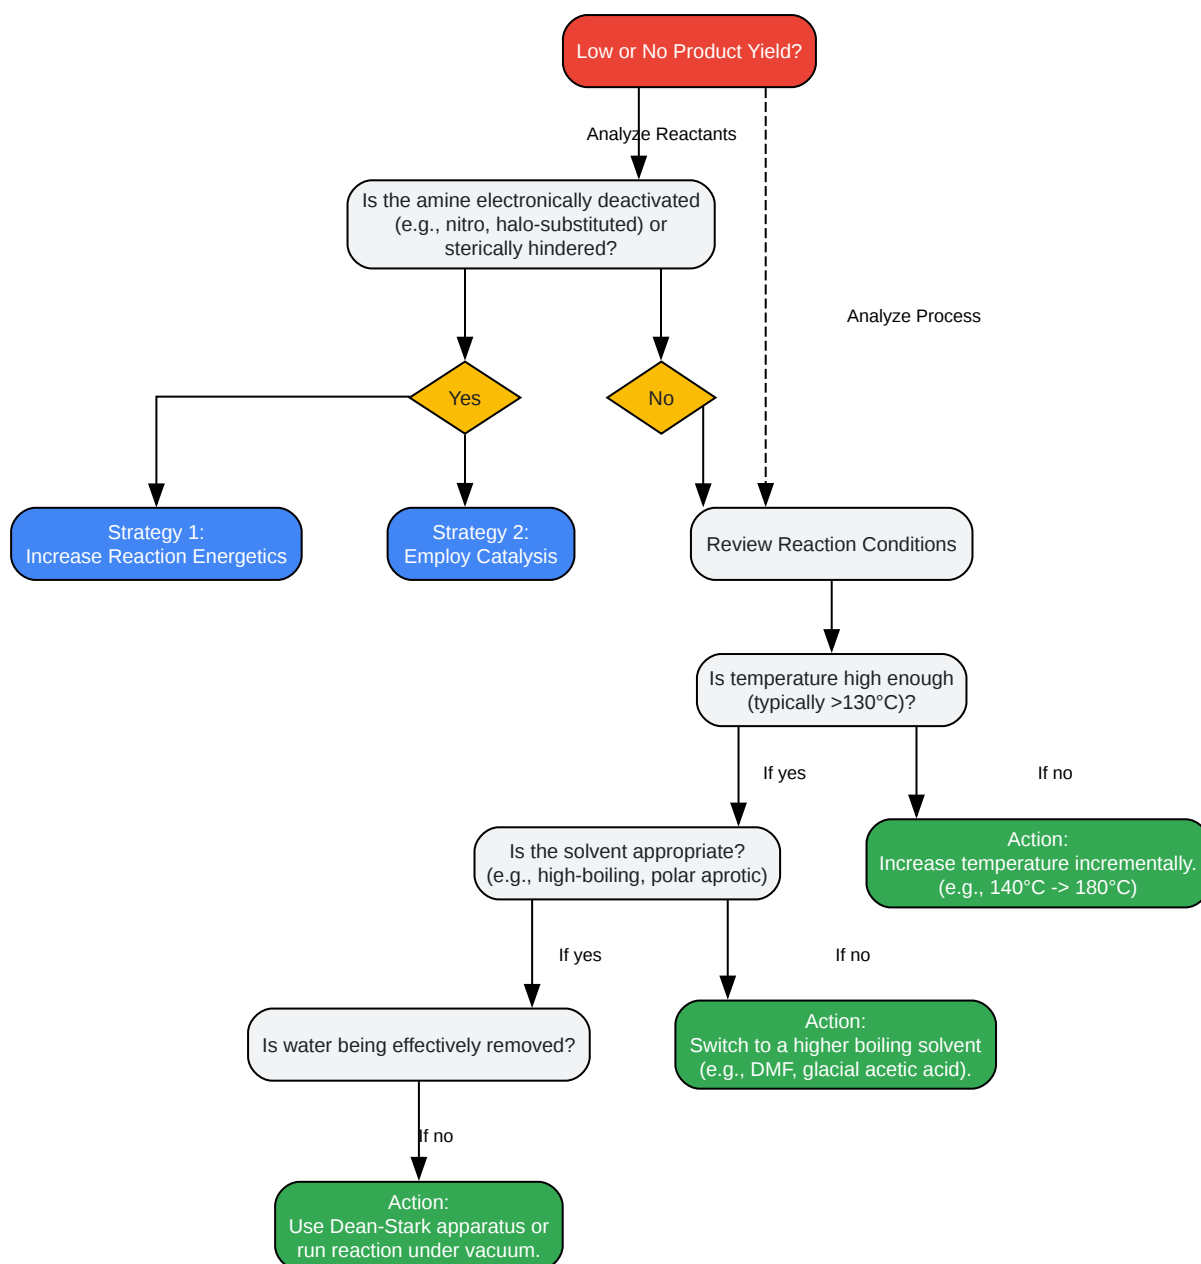 Low or No Product Yield?
Analyze Reactants
Is the amine electronically deactivated
(e.g., nitro, halo-substituted) or
sterically hindered?
Analyze Process
Yes
No
Strategy 1:
Increase Reaction Energetics
Strategy 2:
Employ Catalysis
Review Reaction Conditions
Is temperature high enough
(typically >130°C)?
If yes
If no
Is the solvent appropriate?
(e.g., high-boiling, polar aprotic)
Action:
Increase temperature incrementally.
(e.g., 140°C -> 180°C)
If yes
If no
Is water being effectively removed?
Action:
Switch to a higher boiling solvent
(e.g., DMF, glacial acetic acid).
If no
Action:
Use Dean-Stark apparatus or
run reaction under vacuum.